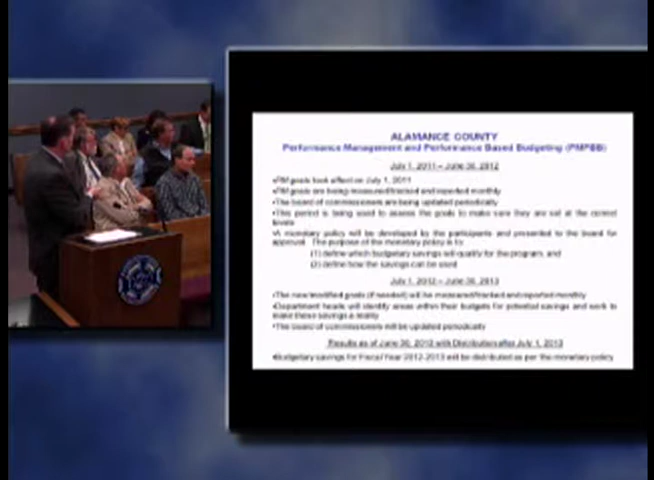 ALAMANCE COUNTY
Performance Management and Performance Based Budgeting (PMPBB)
July 1, 2011 – June 30, 2012
•PM goals took affect on July 1, 2011
•PM goals are being measured/tracked and reported monthly
•The board of commissioners are being updated periodically
•This period is being used to assess the goals to make sure they are set at the correct
levels
•A monetary policy will be developed by the participants and presented to the board for
approval. The purpose of the monetary policy is to:
(1) define which budgetary savings will qualify for the program, and
(2) define how the savings can be used
July 1, 2012 – June 30, 2013
•The new/modified goals (if needed) will be measured/tracked and reported monthly
•Department heads will identify areas within their budgets for potential savings and work to
make those savings a reality
•The board of commissioners will be updated periodically
Results as of June 30, 2013 with Distribution after July 1, 2013
•Budgetary savings for Fiscal Year 2012-2013 will be distributed as per the monetary policy